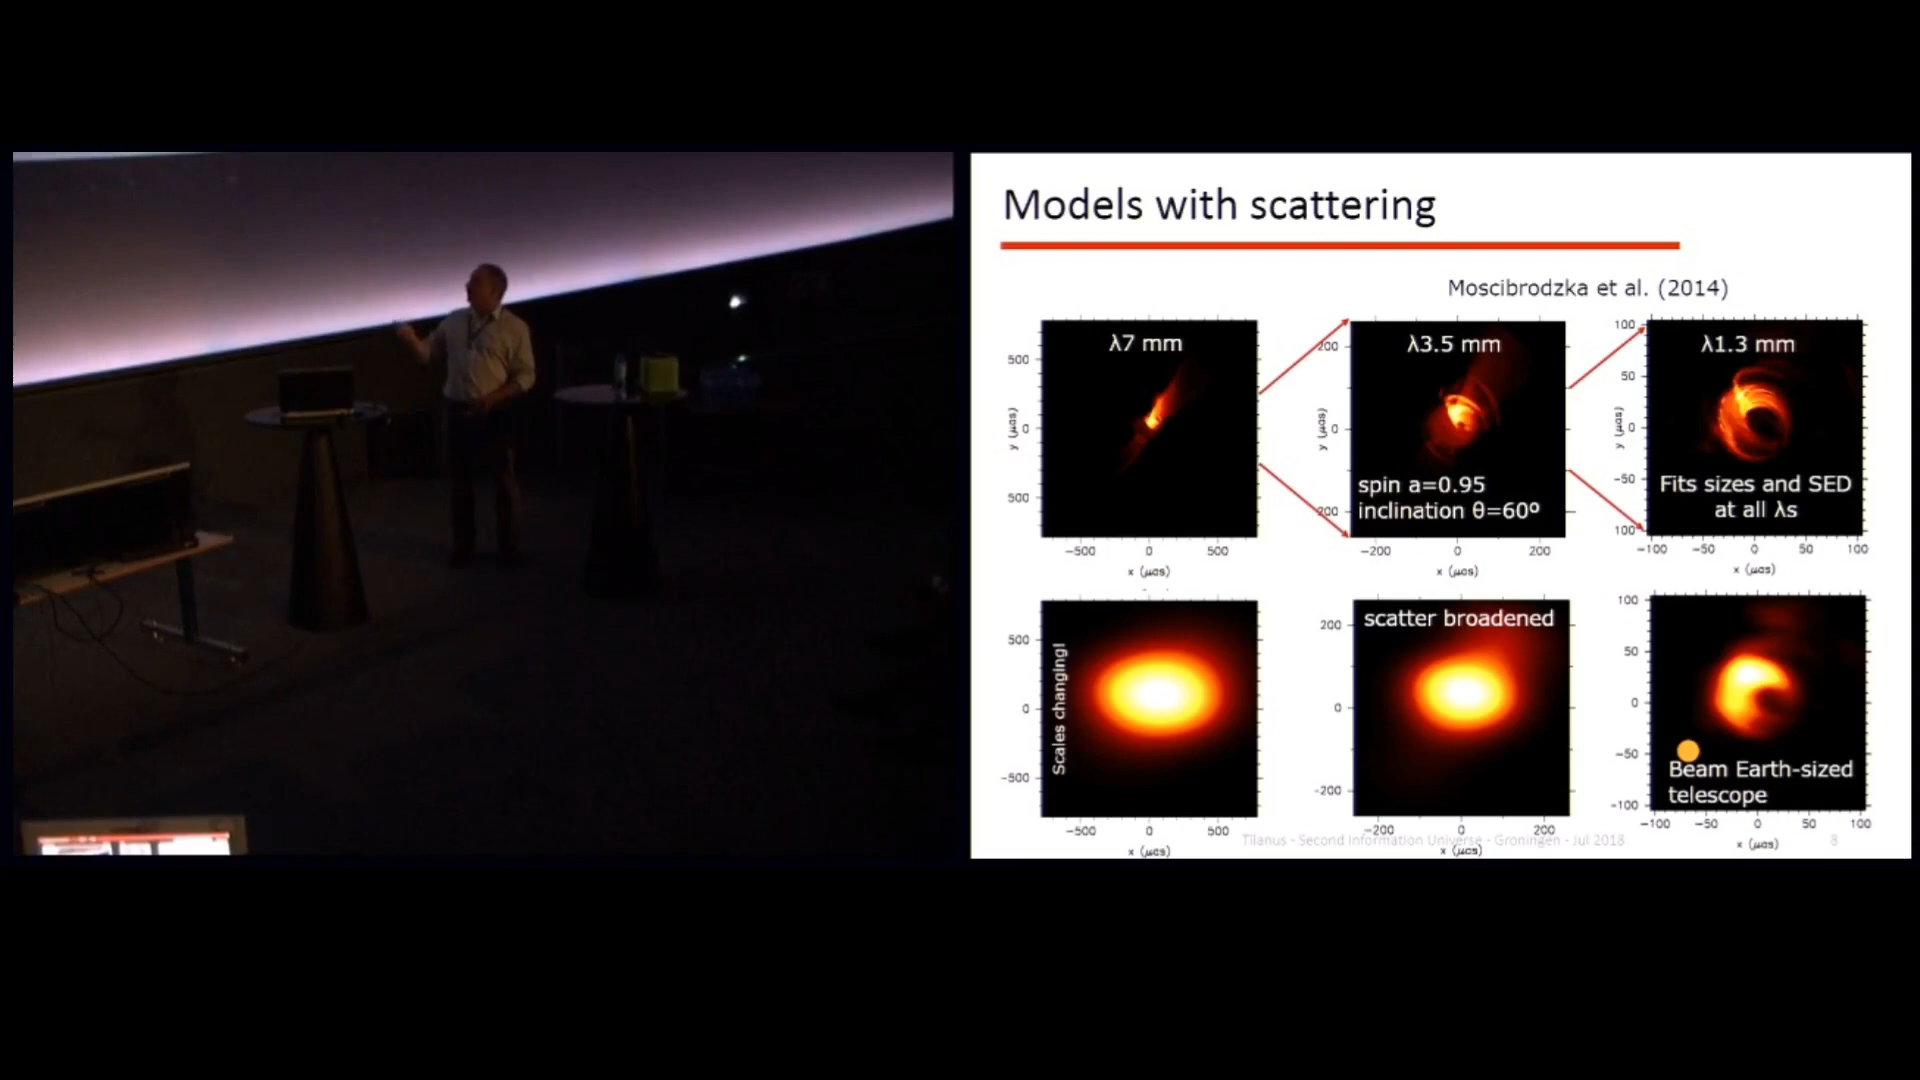 Models with scattering
Moscibrodzka et al. (2014)
λ7 mm
500
0
500
y (μas)
−500 0 500
x (μas)
λ3.5 mm
spin a=0.95
inclination θ=60º
200
0
200
y (μas)
−200 0 200
x (μas)
λ1.3 mm
Fits sizes and SED
at all λs
100
50
0
−50
100
y (μas)
−100 −50 0 50 100
x (μas)
Scales changing!
500
0
−500
−500 0 500
x (μas)
scatter broadened
200
0
−200
−200 0 200
x (μas)
Beam Earth-sized
telescope
100
50
0
−50
−100
−100 −50 0 50 100
x (μas)
Tilanus - Second Information Universe - Groningen - Jul 2018
8